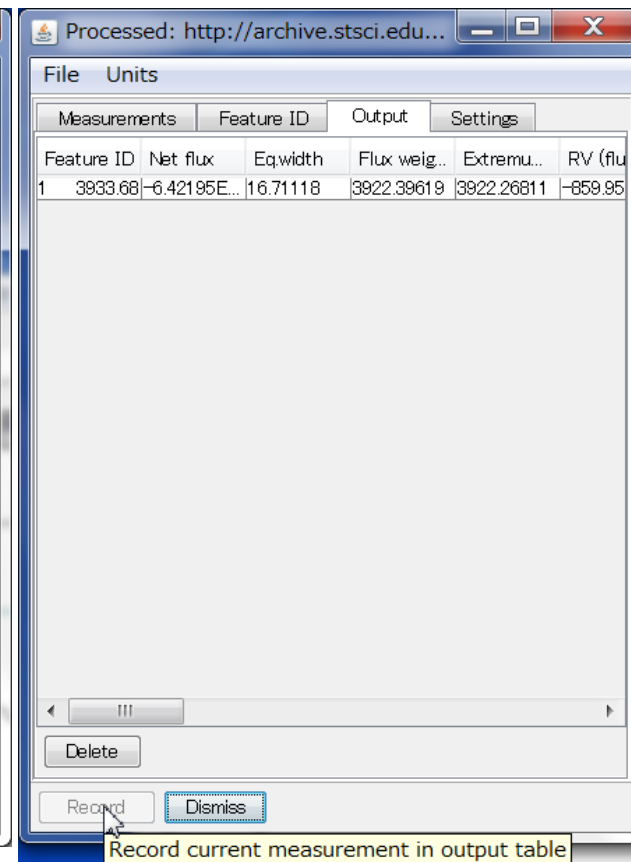 Processed: http://archive.stsci.edu...
File Units
Measurements Feature ID Output Settings
Feature ID Net flux Eq.width Flux weig... Extremu... RV (flu
1 3933.68 -6.42195E... 16.71118 3922.39619 3922.26811 -859.95
Delete
Record Dismiss
Record current measurement in output table